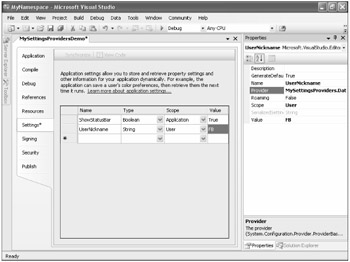 MyNamespace - Microsoft Visual Studio
File Edit View Project Build Debug Data Tools Window Community Help
Debug Any CPU
MySettingsProvidersDemo*
Application
Compile
Debug
References
Resources
Settings*
Signing
Security
Publish
Application settings allow you to store and retrieve property settings and
other information for your application dynamically. For example, the
application can save a user's color preferences, then retrieve them the next
time it runs. Learn more about application settings...
Name Type Scope Value
ShowStatusBar Boolean Application True
UserNickname String User
Server Explorer
Toolbox
Properties
UserNickname Microsoft.VisualStudio.Editors
Description
GenerateDefau True
Name UserNickname
Provider MySettingsProviders.Dat
Roaming False
Scope User
Value
Provider
The provider
(System.Configuration.Provider.ProviderBas...
Properties Solution Explorer
Ready